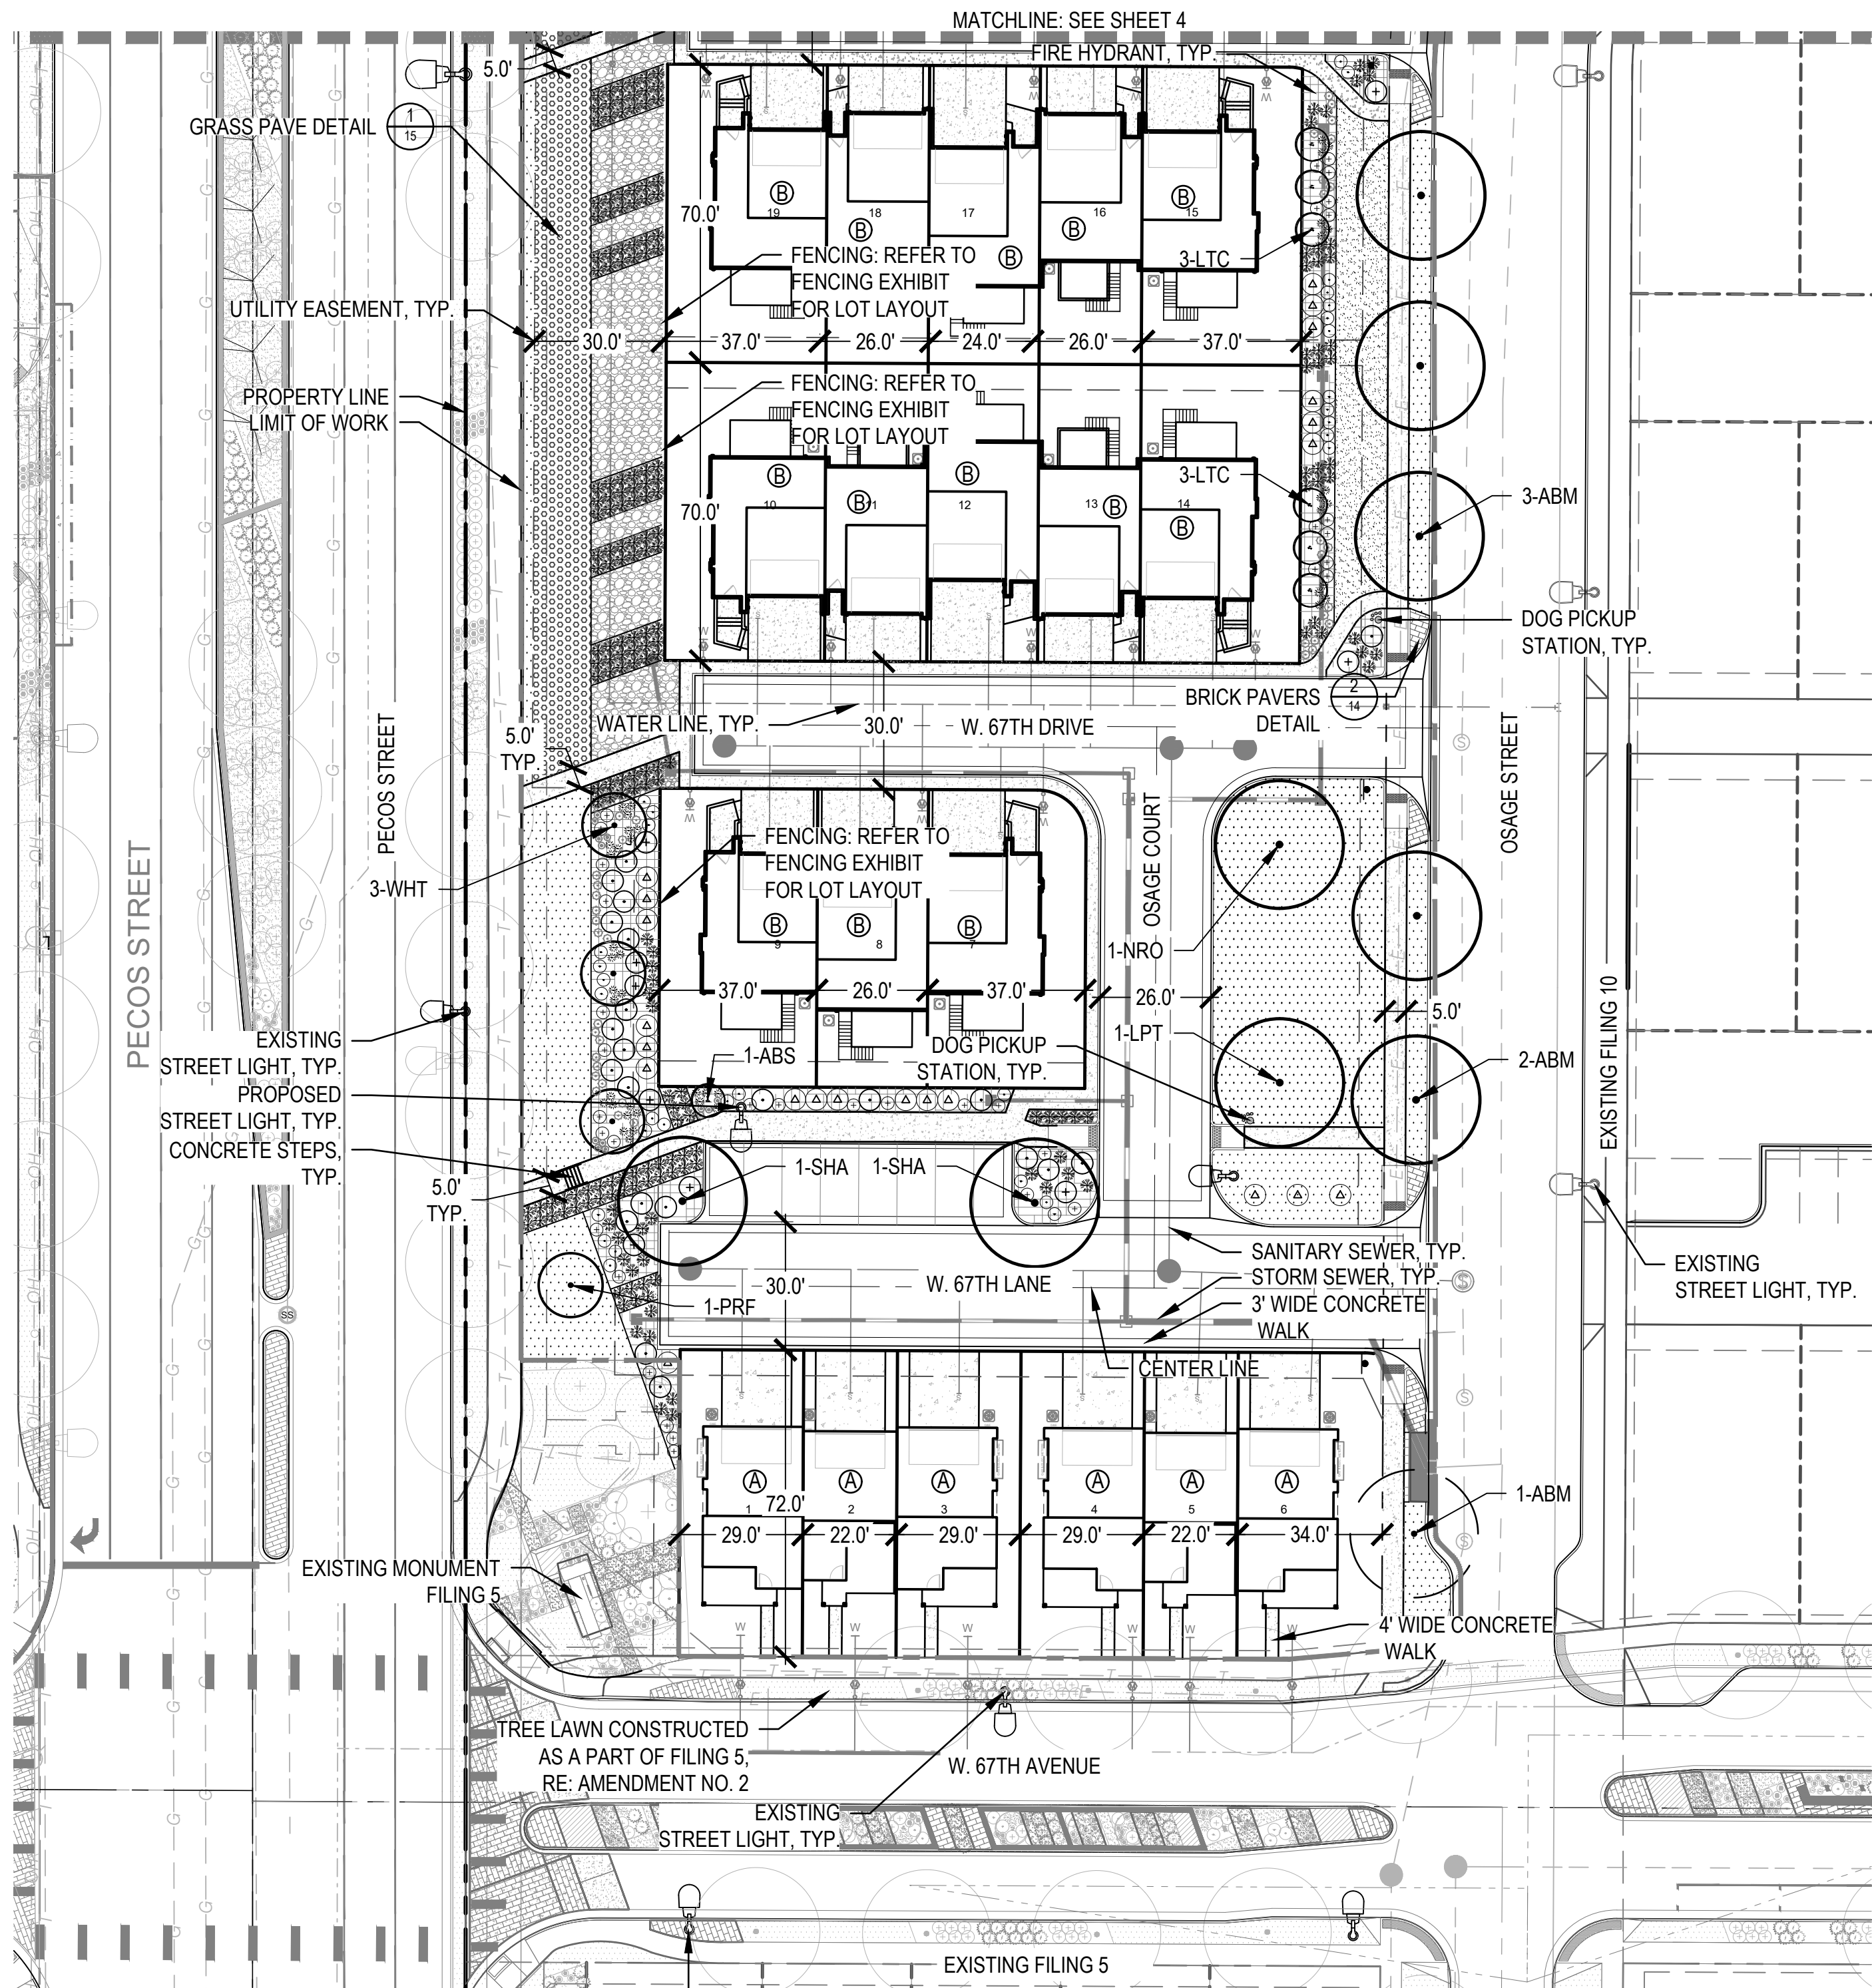 MATCHLINE: SEE SHEET 4
FIRE HYDRANT, TYP.
5.0'
GRASS PAVE DETAIL
1
15
19
18
17
16
15
B
B
B
B
B
70.0'
3-LTC
FENCING: REFER TO
FENCING EXHIBIT
FOR LOT LAYOUT
UTILITY EASEMENT, TYP.
30.0'
37.0'
26.0'
24.0'
26.0'
37.0'
PROPERTY LINE
LIMIT OF WORK
FENCING: REFER TO
FENCING EXHIBIT
FOR LOT LAYOUT
3-LTC
3-ABM
70.0'
B
B
B
B
B
10
11
12
13
14
DOG PICKUP
STATION, TYP.
BRICK PAVERS
DETAIL
2
14
WATER LINE, TYP.
30.0'
W. 67TH DRIVE
5.0'
TYP.
PECOS STREET
PECOS STREET
OSAGE COURT
OSAGE STREET
FENCING: REFER TO
FENCING EXHIBIT
FOR LOT LAYOUT
3-WHT
B
B
B
9
8
7
1-NRO
37.0'
26.0'
37.0'
26.0'
5.0'
EXISTING FILING 10
EXISTING
STREET LIGHT, TYP.
PROPOSED
STREET LIGHT, TYP.
CONCRETE STEPS,
TYP.
1-ABS
DOG PICKUP
STATION, TYP.
1-LPT
2-ABM
5.0'
TYP.
1-SHA
1-SHA
SANITARY SEWER, TYP.
STORM SEWER, TYP.
3' WIDE CONCRETE
WALK
EXISTING
STREET LIGHT, TYP.
W. 67TH LANE
30.0'
1-PRF
SS
S
S
S
S
CENTER LINE
A
A
A
A
A
A
1
2
3
4
5
6
72.0'
29.0'
22.0'
29.0'
29.0'
22.0'
34.0'
1-ABM
EXISTING MONUMENT
FILING 5
4' WIDE CONCRETE
WALK
TREE LAWN CONSTRUCTED
AS A PART OF FILING 5,
RE: AMENDMENT NO. 2
W. 67TH AVENUE
EXISTING
STREET LIGHT, TYP.
EXISTING FILING 5